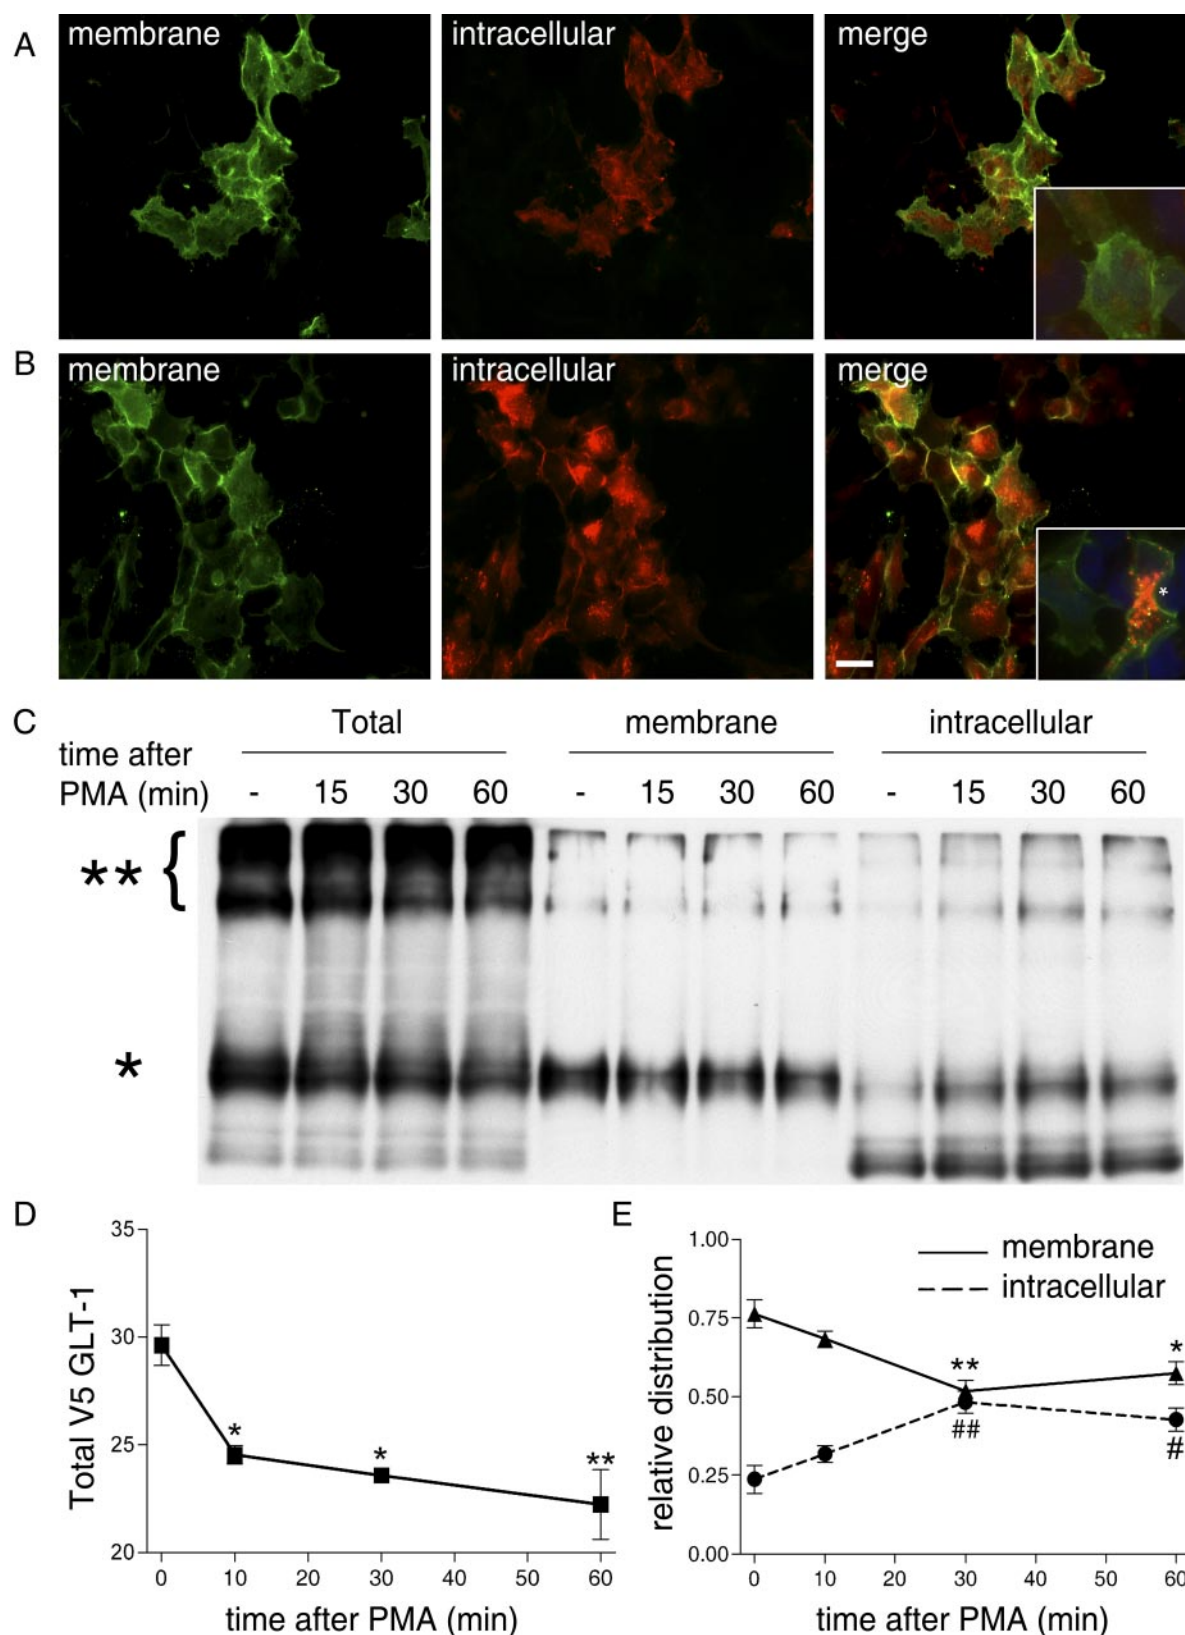 A
membrane
intracellular
merge
B
membrane
intracellular
merge
*
C
Total
membrane
intracellular
time after
PMA (min)
- 15 30 60 - 15 30 60 - 15 30 60
** {
*
D
35
30
25
20
Total V5 GLT-1
* * **
0 10 20 30 40 50 60
time after PMA (min)
E
1.00
0.75
0.50
0.25
0.00
relative distribution
membrane
intracellular
** *
## #
0 10 20 30 40 50 60
time after PMA (min)